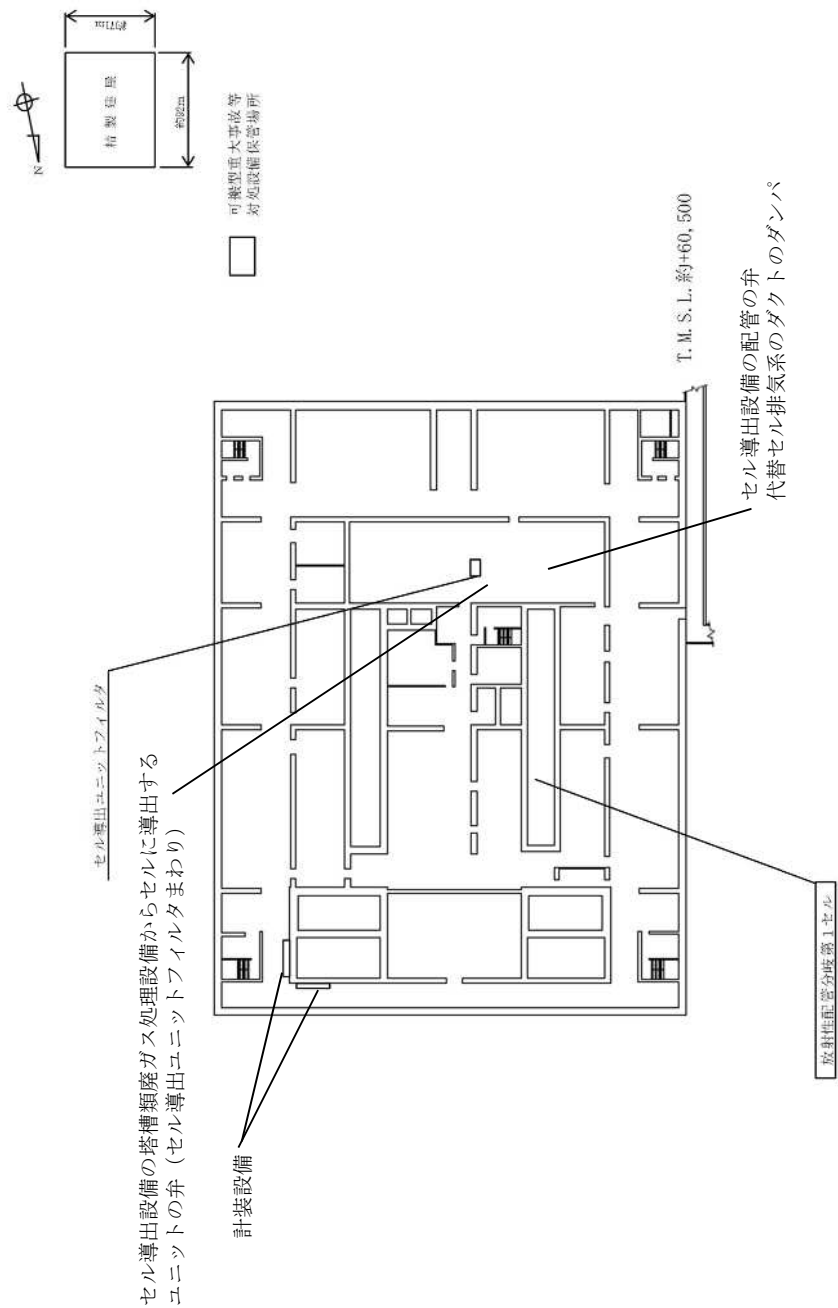 セル導出ユニットフィルタ
セル導出設備の塔槽類廃ガス処理設備からセルに導出する
ユニットの弁（セル導出ユニットフィルタまわり）
計装設備
放射性配管分岐第1セル
セル導出設備の配管の弁
代替セル排気系のダクトのダンパ
T.M.S.L.約+60,500
可搬型重大事故等
対処設備保管場所
N
精製建屋
約92m